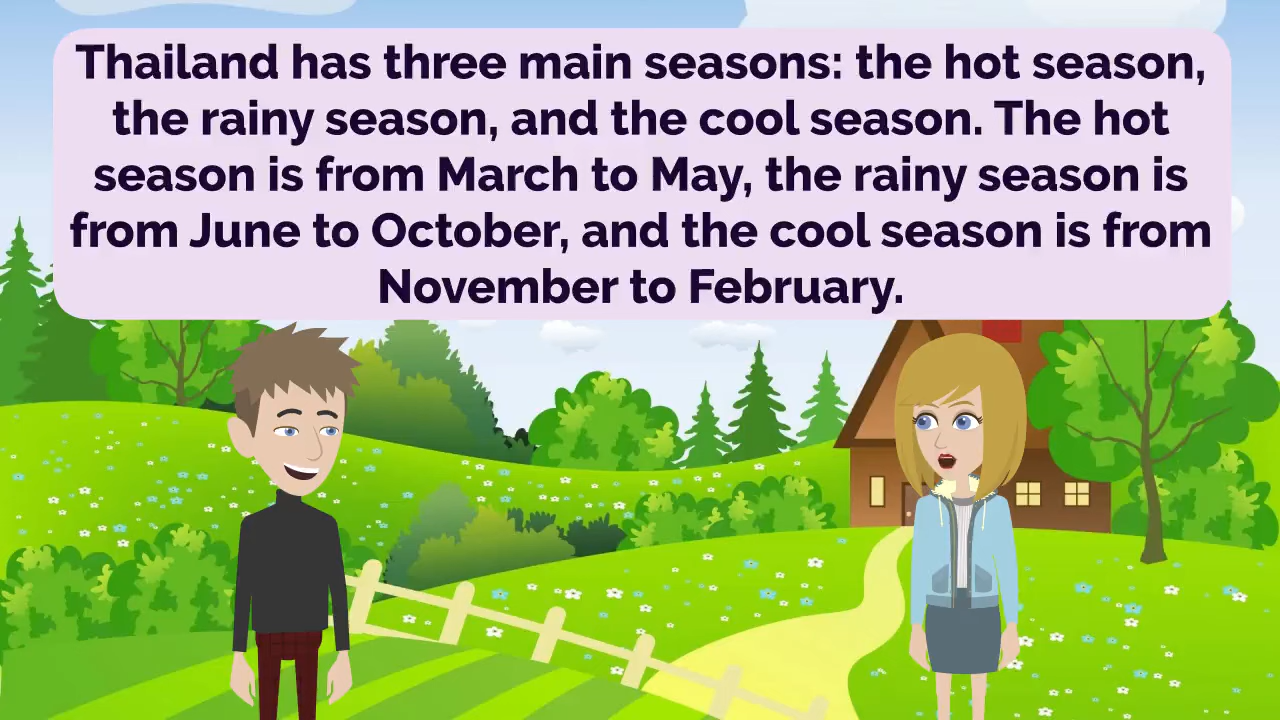 Thailand has three main seasons: the hot season,
the rainy season, and the cool season. The hot
season is from March to May, the rainy season is
from June to October, and the cool season is from
November to February.